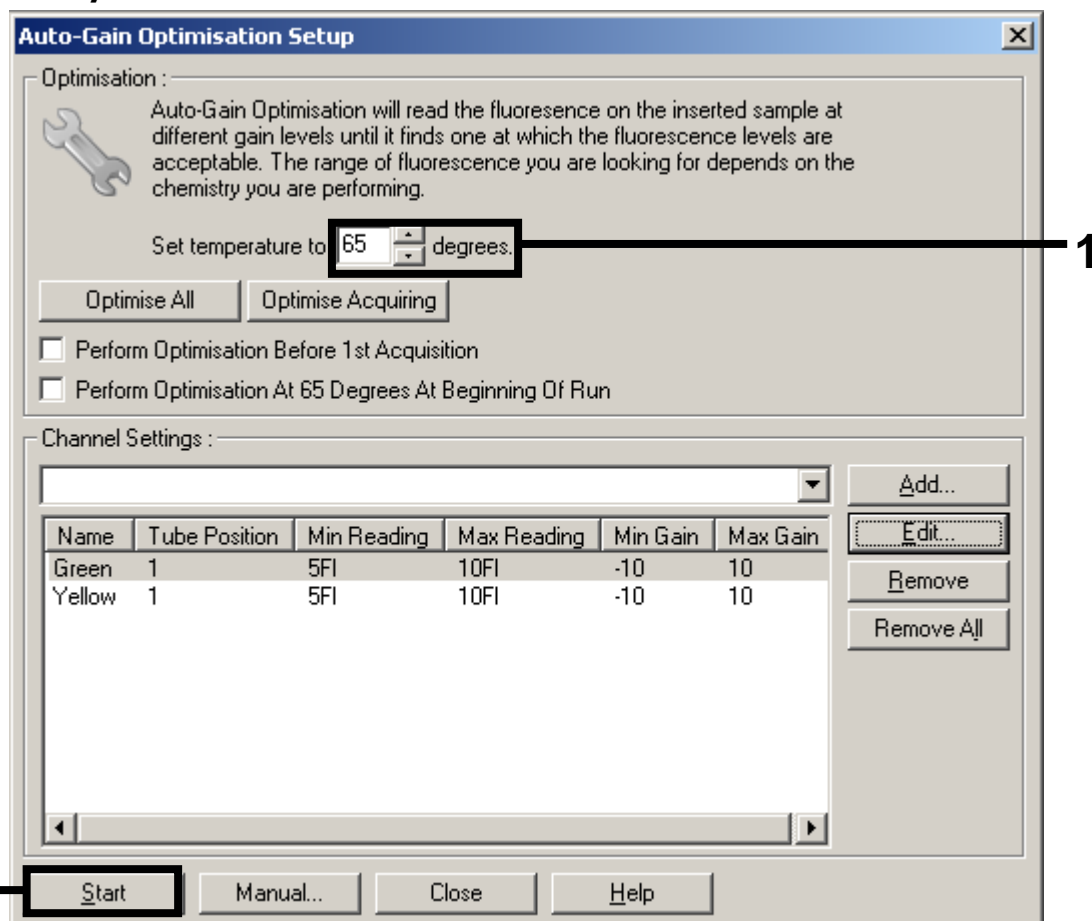 Auto-Gain Optimisation Setup
Optimisation :
Auto-Gain Optimisation will read the fluoresence on the inserted sample at
different gain levels until it finds one at which the fluorescence levels are
acceptable. The range of fluorescence you are looking for depends on the
chemistry you are performing.
Set temperature to 65 degrees.
1
Optimise All Optimise Acquiring
Perform Optimisation Before 1st Acquisition
Perform Optimisation At 65 Degrees At Beginning Of Run
Channel Settings :
Add...
Name Tube Position Min Reading Max Reading Min Gain Max Gain
Edit...
Green 1 5Fl 10Fl -10 10
Remove
Yellow 1 5Fl 10Fl -10 10
Remove All
Start Manual... Close Help